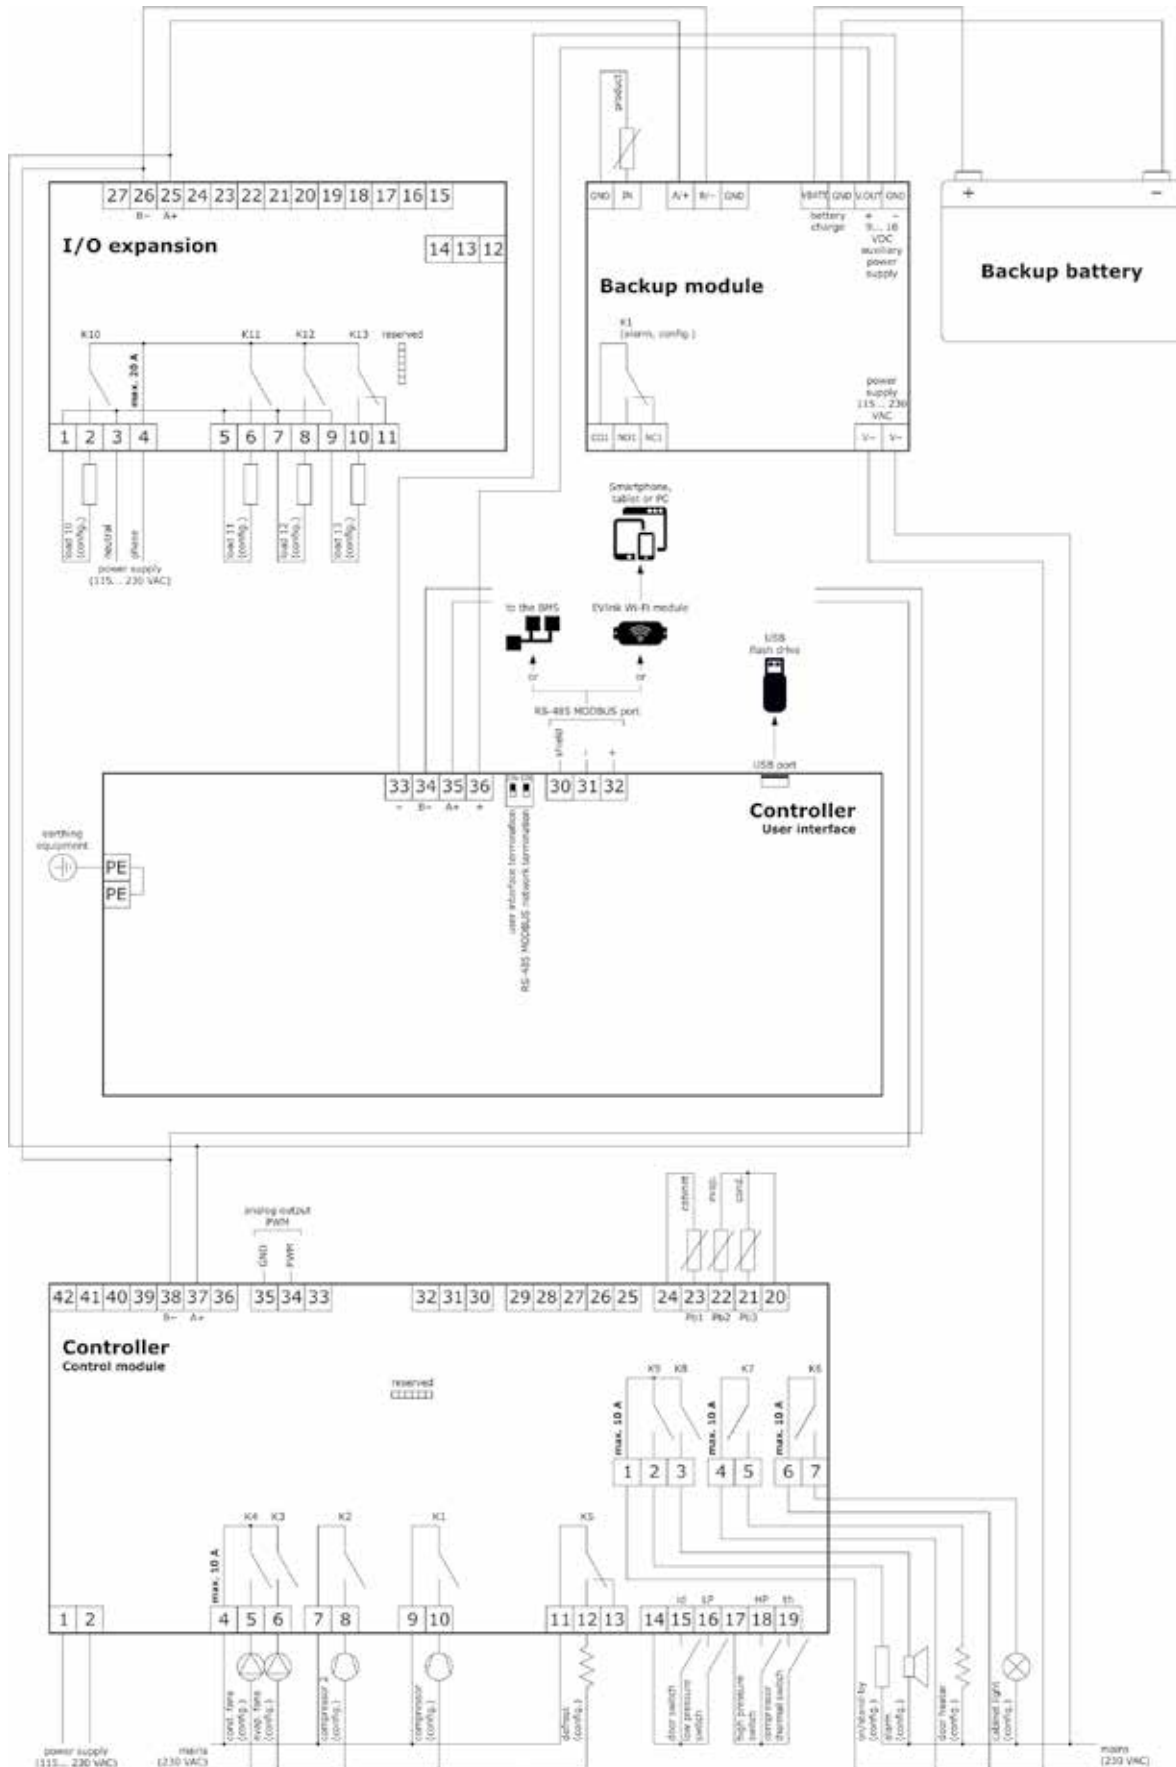 27 26 25 24 23 22 21 20 19 18 17 16 15
B− A+
I/O expansion
14 13 12
K10 K11 K12 K13 reserved
max. 20 A
1 2 3 4 5 6 7 8 9 10 11
load 10 (config.)
neutral
phase
load 11 (config.)
load 12 (config.)
load 13 (config.)
power supply
(115... 230 VAC)
product
GND IN A/+ B/− GND VBATT GND V.OUT GND
battery charge
+ −
9... 16
VDC
auxiliary
power
supply
Backup module
K1
(alarm, config.)
power
supply
115... 230
VAC
CO1 NO1 NC1 V~ V~
+ −
Backup battery
Smartphone,
tablet or PC
to the BMS EVlink Wi-Fi module
or or
USB
flash drive
RS-485 MODBUS port
shield − +
USB port
33 34 35 36 30 31 32
− B− A+ +
user interface termination
RS-485 MODBUS network termination
Controller
User interface
earthing
equipment
PE
PE
analog output
PWM
GND PWM
cabinet evap. cond.
42 41 40 39 38 37 36 35 34 33 32 31 30 29 28 27 26 25 24 23 22 21 20
B− A+ Pb1 Pb2 Pb3
Controller
Control module
reserved
K9 K8 K7 K6
max. 10 A max. 10 A max. 10 A
1 2 3 4 5 6 7
K4 K3 K2 K1 K5
max. 10 A
id LP HP th
1 2 4 5 6 7 8 9 10 11 12 13 14 15 16 17 18 19
cond. fans (config.)
evap. fans (config.)
compressor 2 (config.)
compressor (config.)
defrost (config.)
door switch
low pressure switch
high pressure switch
compressor thermal switch
on/stand-by (config.)
alarm (config.)
door heater (config.)
cabinet light (config.)
power supply
(115... 230 VAC)
mains
(230 VAC)
mains
(230 VAC)